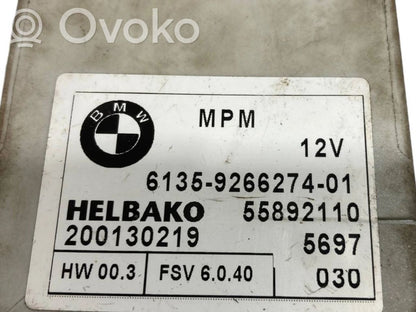 Ovoko
BMW
MPM
12V
6135-9266274-01
HELBAKO 55892110
200130219 5697
HW 00.3 FSV 6.0.40 030